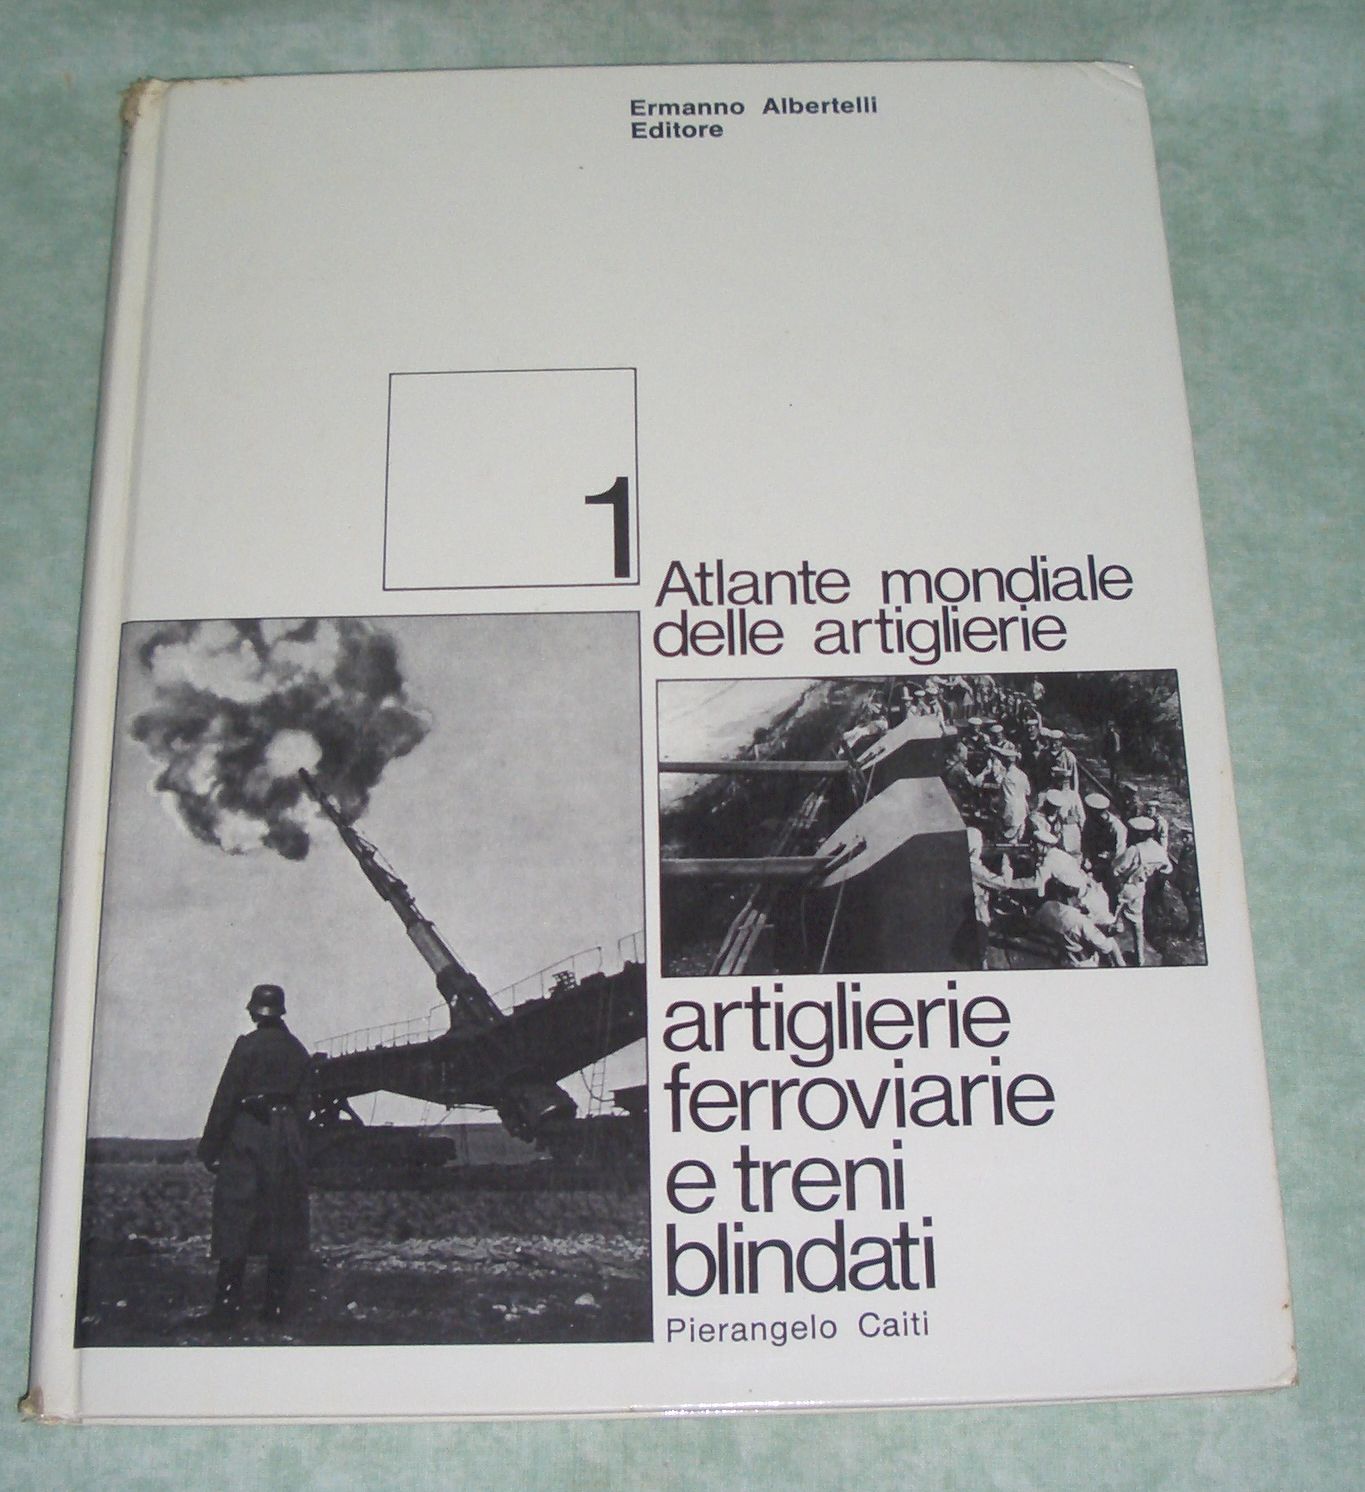 Ermanno Albertelli
Editore
1
Atlante mondiale
delle artiglierie
artiglierie
ferroviarie
e treni
blindati
Pierangelo Caiti